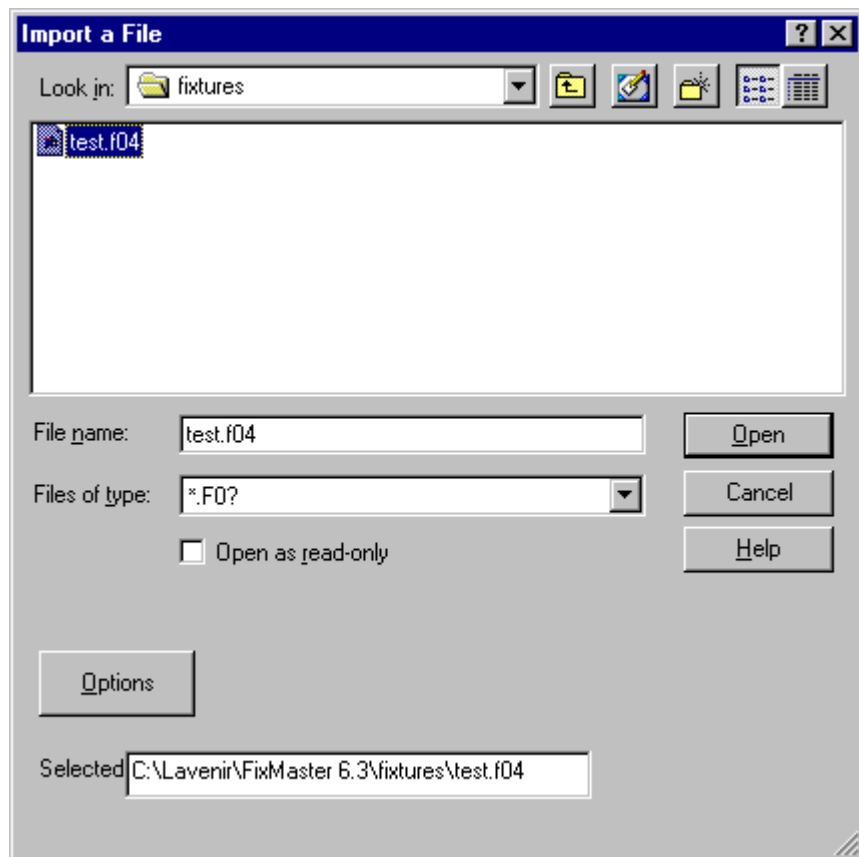 Import a File
Look in: fixtures
test.f04
File name: test.f04 Open
Files of type: *.F0? Cancel
Open as read-only Help
Options
Selected C:\Lavenir\FixMaster 6.3\fixtures\test.f04